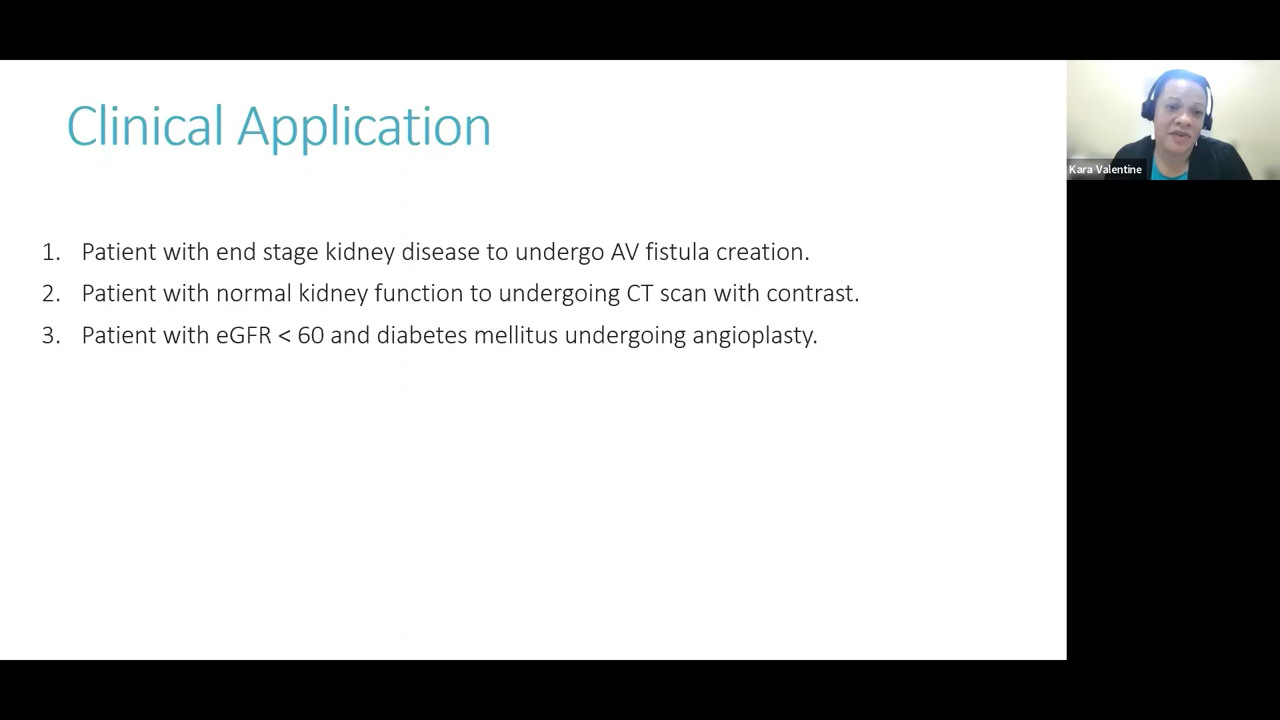 Clinical Application
1. Patient with end stage kidney disease to undergo AV fistula creation.
2. Patient with normal kidney function to undergoing CT scan with contrast.
3. Patient with eGFR < 60 and diabetes mellitus undergoing angioplasty.
Kara Valentine